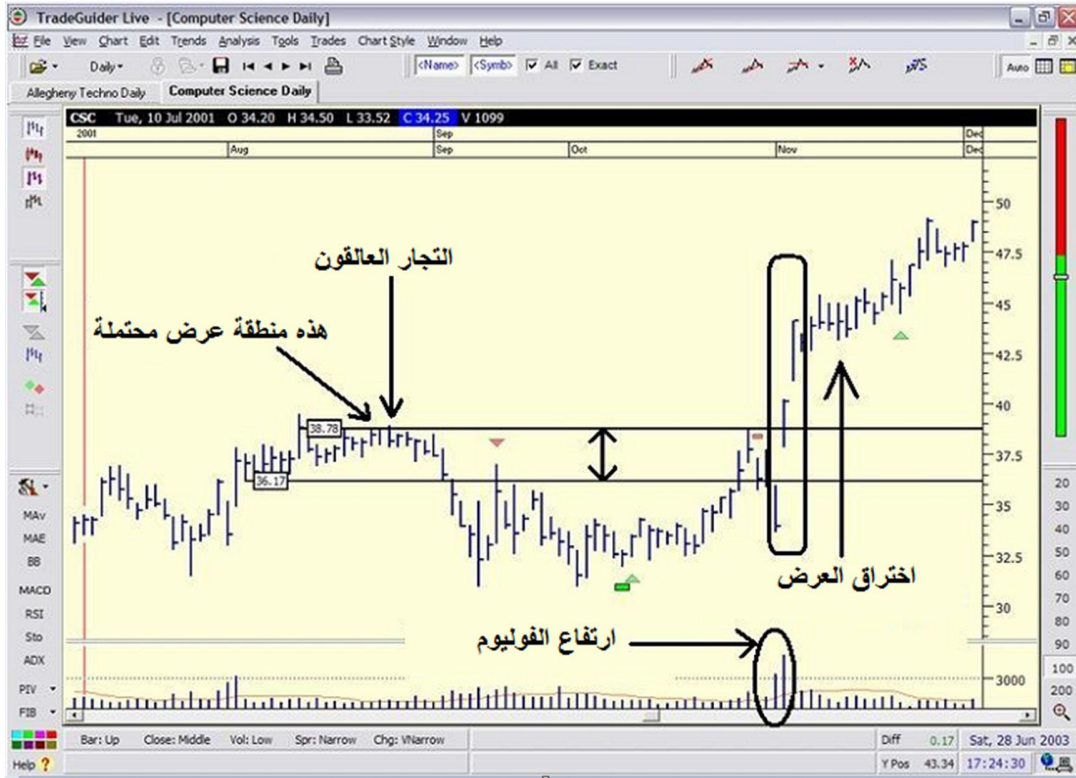 TradeGuider Live - [Computer Science Daily]
File View Chart Edit Trends Analysis Tools Trades Chart Style Window Help
Daily <Name> <Symb> All Exact Auto
Allegheny Techno Daily Computer Science Daily
CSC Tue, 10 Jul 2001 O 34.20 H 34.50 L 33.52 C 34.25 V 1099
2001 Sep Dec
Aug Sep Oct Nov Dec
50
47.5
45
42.5
40
37.5
35
32.5
30
3000
التجار العالقون
هذه منطقة عرض محتملة
38.78
36.17
اختراق العرض
ارتفاع الفوليوم
MAv
MAE
BB
MACD
RSI
Sto
ADX
PIV
FIB
20
30
40
50
60
70
80
90
100
200
Bar: Up Close: Middle Vol: Low Spr: Narrow Chg: VNarrow Diff 0.17 Sat, 28 Jun 2003
Help ? Y Pos 43.34 17:24:30